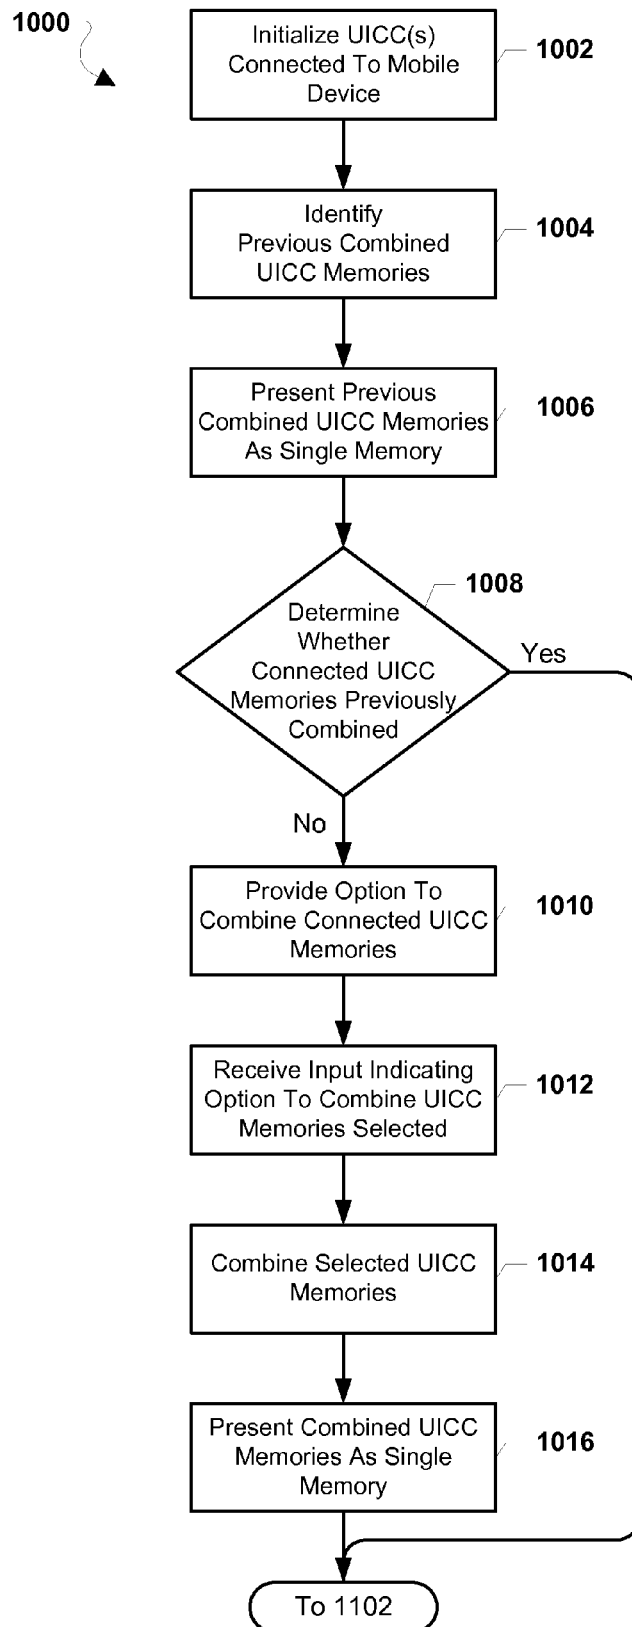 1000
Initialize UICC(s)
Connected To Mobile
Device
1002
Identify
Previous Combined
UICC Memories
1004
Present Previous
Combined UICC Memories
As Single Memory
1006
1008
Determine
Whether
Connected UICC
Memories Previously
Combined
Yes
No
Provide Option To
Combine Connected UICC
Memories
1010
Receive Input Indicating
Option To Combine UICC
Memories Selected
1012
Combine Selected UICC
Memories
1014
Present Combined UICC
Memories As Single
Memory
1016
To 1102